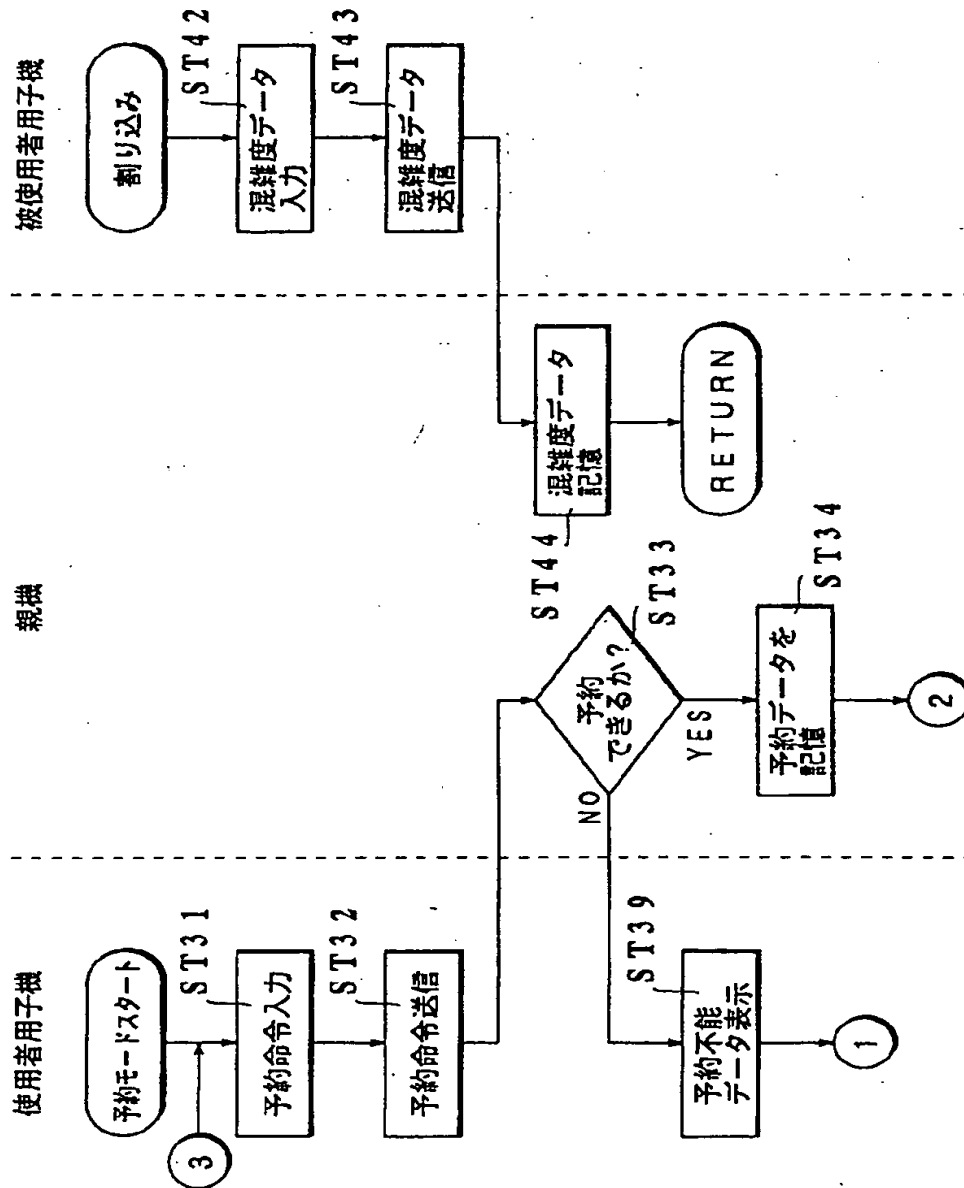 使用者用子機
親機
被使用者用子機
予約モードスタート
3
ST31
予約命令入力
ST32
予約命令送信
予約
できるか?
ST33
NO
YES
ST39
予約不能
データ表示
1
予約データを
記憶
ST34
2
割り込み
ST42
混雑度データ
入力
ST43
混雑度データ
送信
ST44
混雑度データ
記憶
RETURN